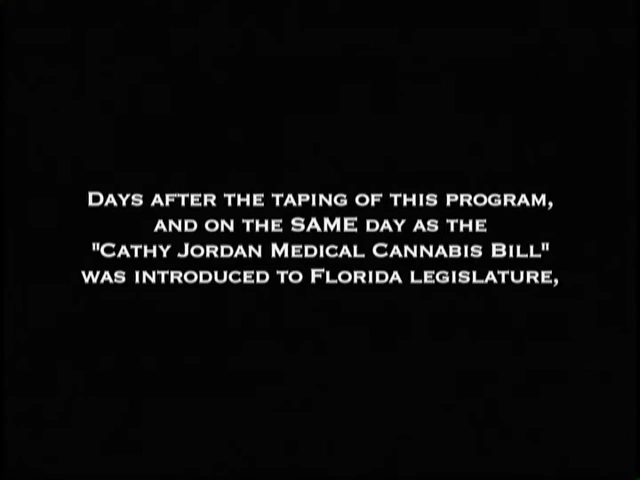 Days after the taping of this program,
and on the SAME day as the
"Cathy Jordan Medical Cannabis Bill"
was introduced to Florida legislature,